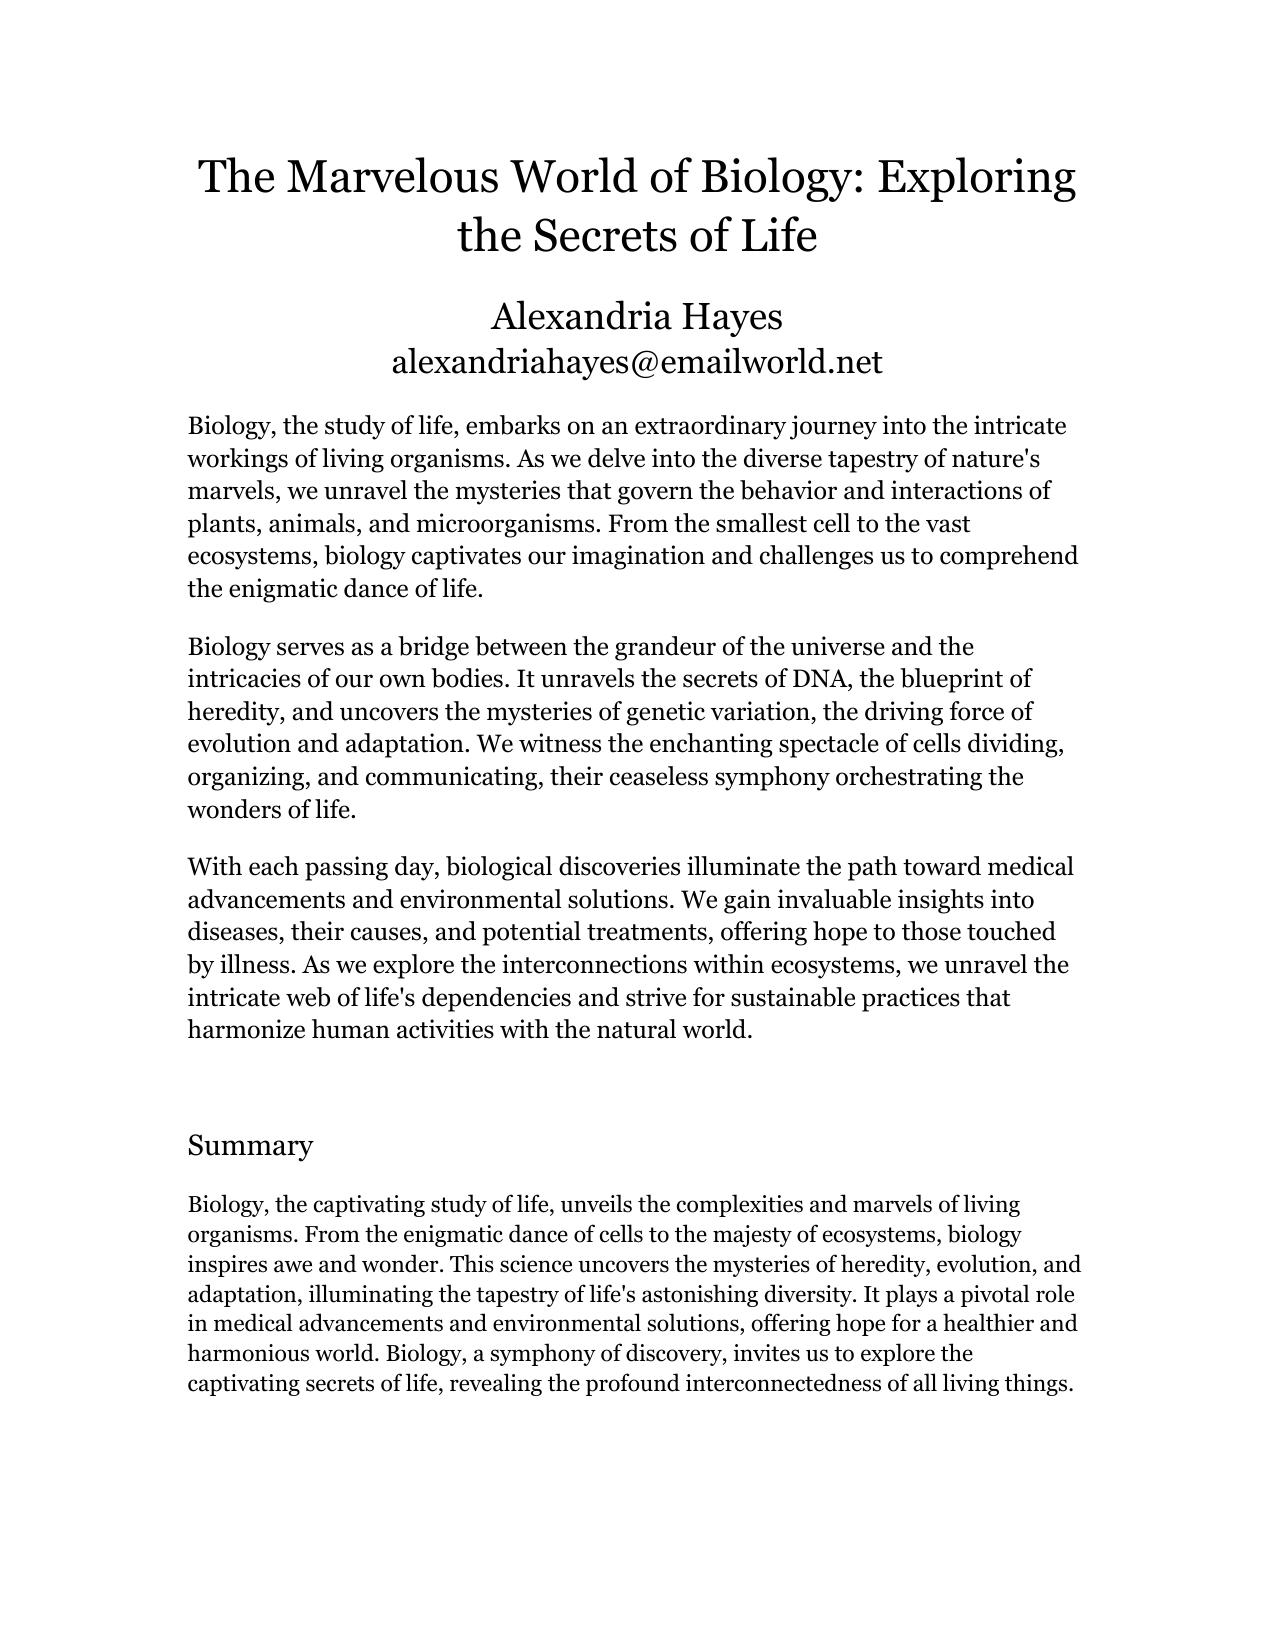 The Marvelous World of Biology: Exploring
the Secrets of Life
Alexandria Hayes
alexandriahayes@emailworld.net
Biology, the study of life, embarks on an extraordinary journey into the intricate
workings of living organisms. As we delve into the diverse tapestry of nature's
marvels, we unravel the mysteries that govern the behavior and interactions of
plants, animals, and microorganisms. From the smallest cell to the vast
ecosystems, biology captivates our imagination and challenges us to comprehend
the enigmatic dance of life.
Biology serves as a bridge between the grandeur of the universe and the
intricacies of our own bodies. It unravels the secrets of DNA, the blueprint of
heredity, and uncovers the mysteries of genetic variation, the driving force of
evolution and adaptation. We witness the enchanting spectacle of cells dividing,
organizing, and communicating, their ceaseless symphony orchestrating the
wonders of life.
With each passing day, biological discoveries illuminate the path toward medical
advancements and environmental solutions. We gain invaluable insights into
diseases, their causes, and potential treatments, offering hope to those touched
by illness. As we explore the interconnections within ecosystems, we unravel the
intricate web of life's dependencies and strive for sustainable practices that
harmonize human activities with the natural world.
Summary
Biology, the captivating study of life, unveils the complexities and marvels of living
organisms. From the enigmatic dance of cells to the majesty of ecosystems, biology
inspires awe and wonder. This science uncovers the mysteries of heredity, evolution, and
adaptation, illuminating the tapestry of life's astonishing diversity. It plays a pivotal role
in medical advancements and environmental solutions, offering hope for a healthier and
harmonious world. Biology, a symphony of discovery, invites us to explore the
captivating secrets of life, revealing the profound interconnectedness of all living things.